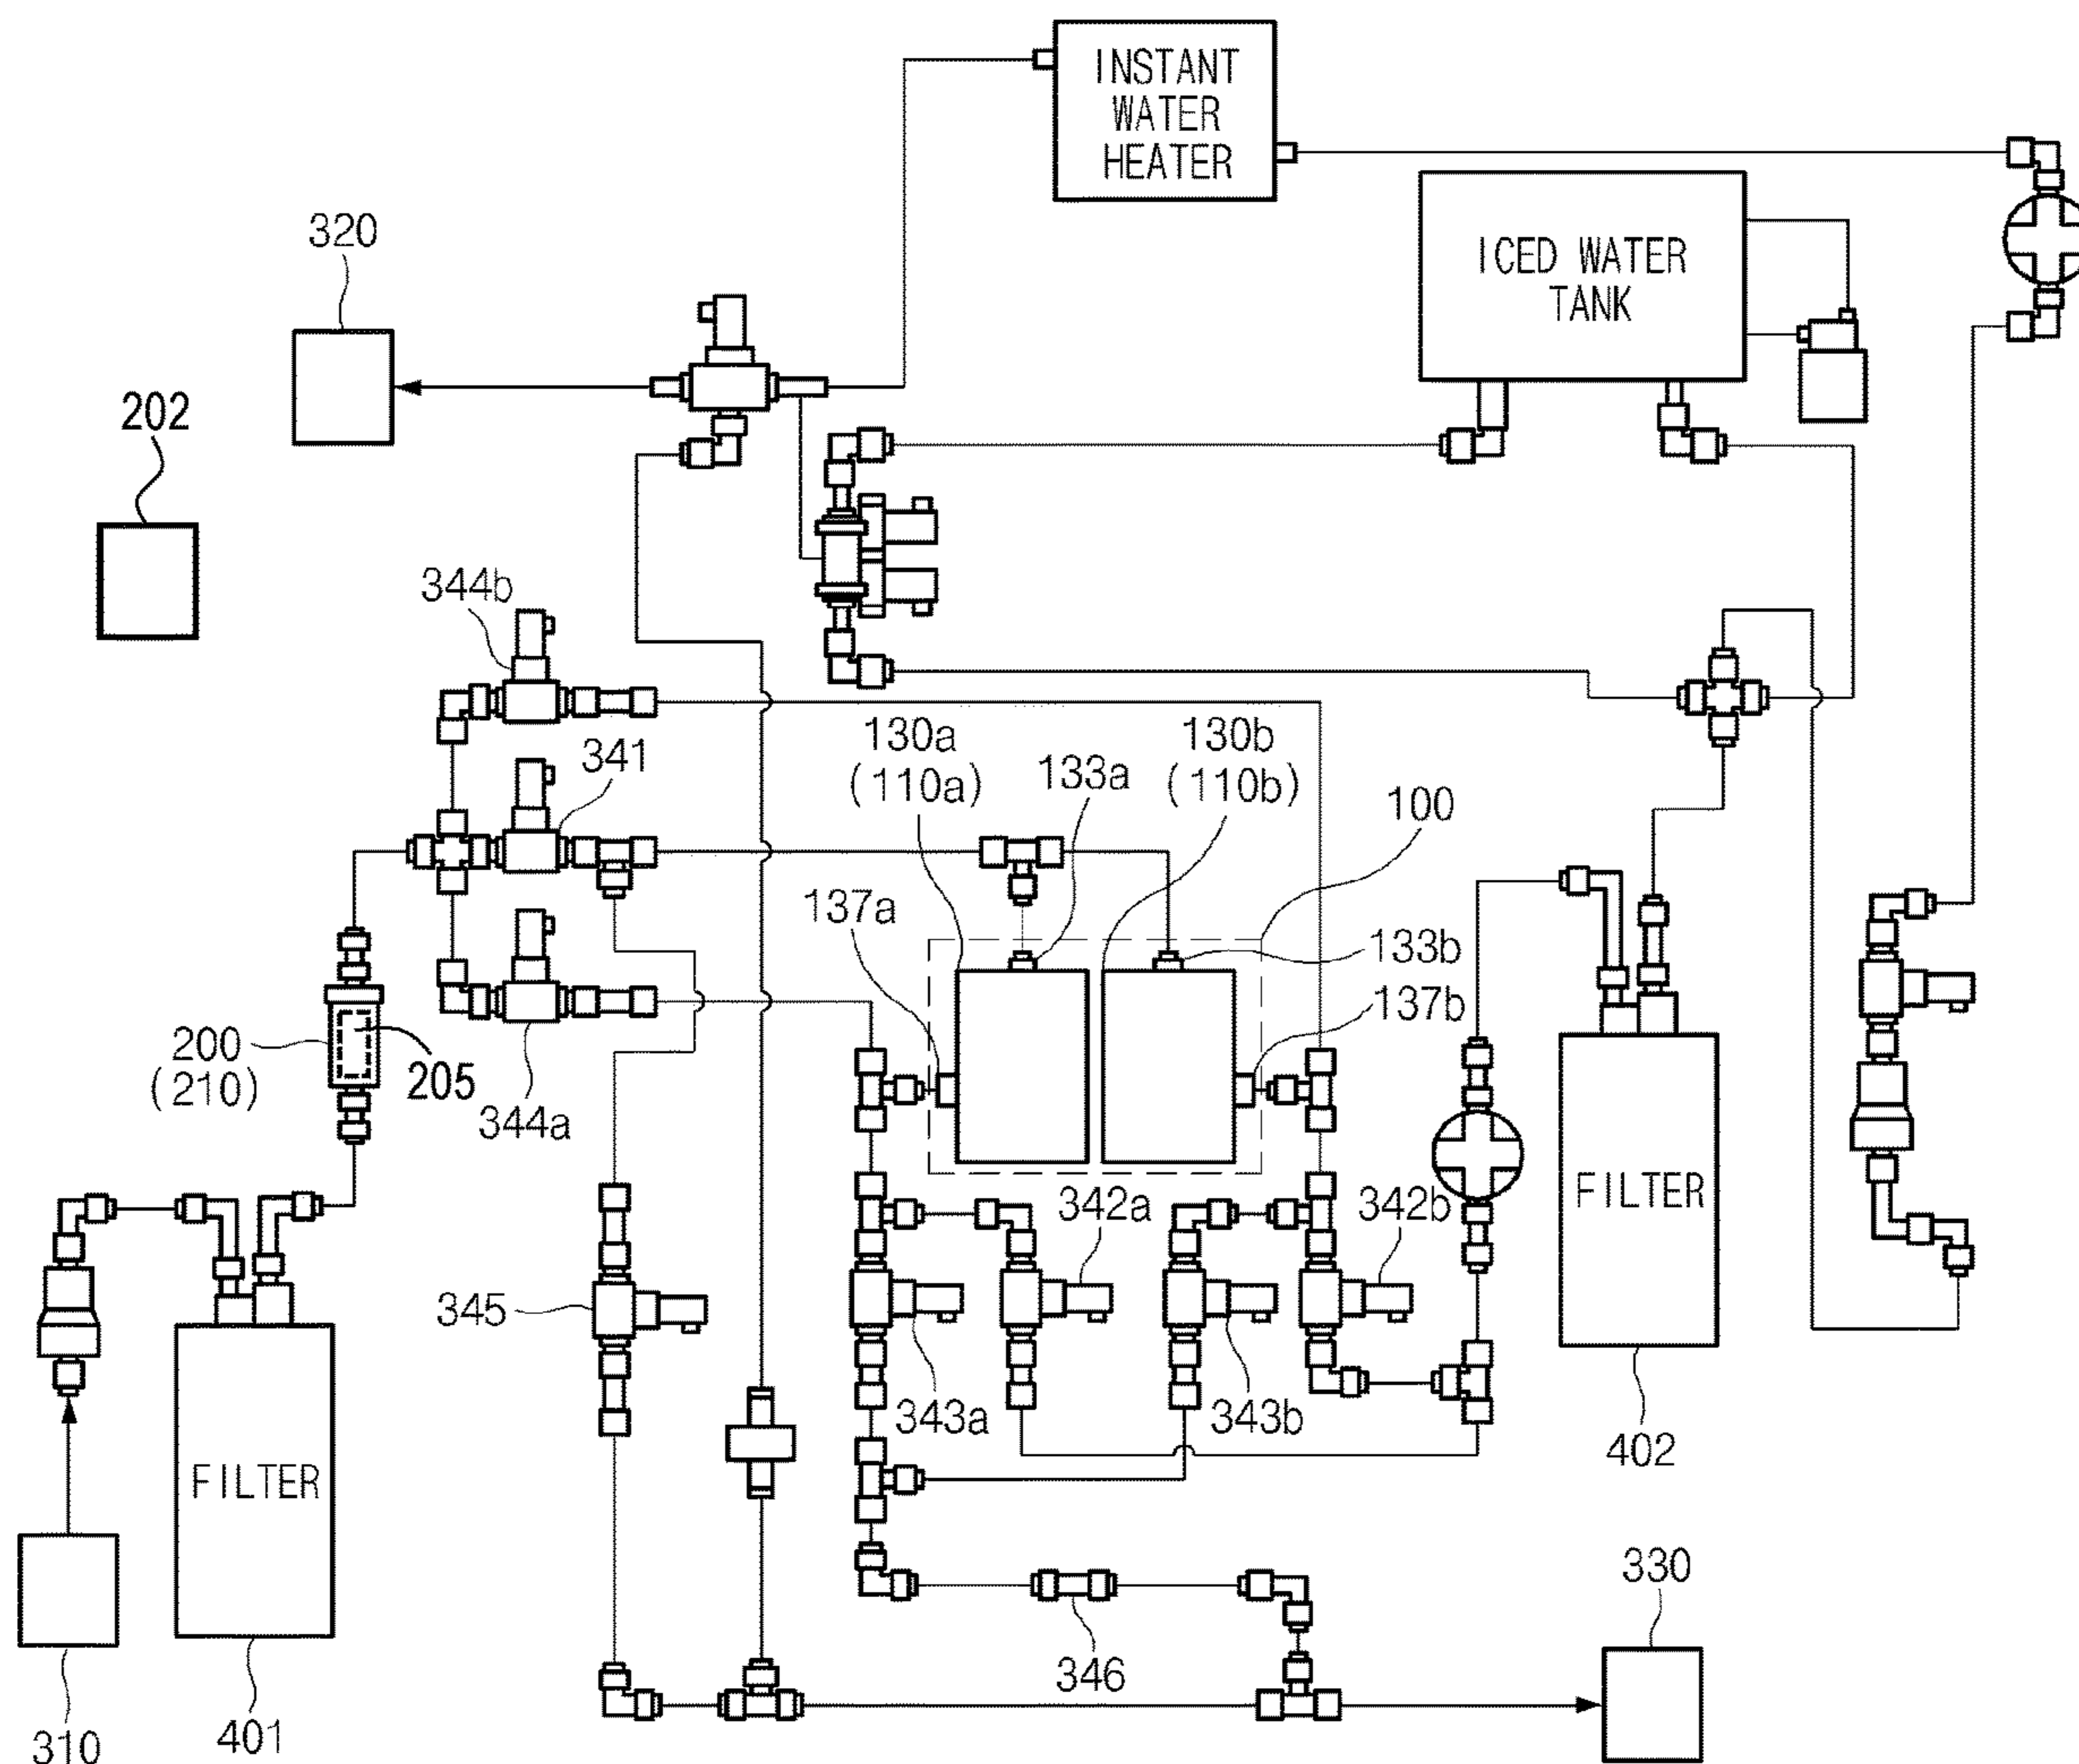 INSTANT
WATER
HEATER
320
ICED WATER
TANK
202
344b
130a
(110a)
130b
(110b)
341
133a
100
137a
133b
137b
200
(210)
205
344a
342a
342b
FILTER
345
343a
343b
402
FILTER
330
346
401
310